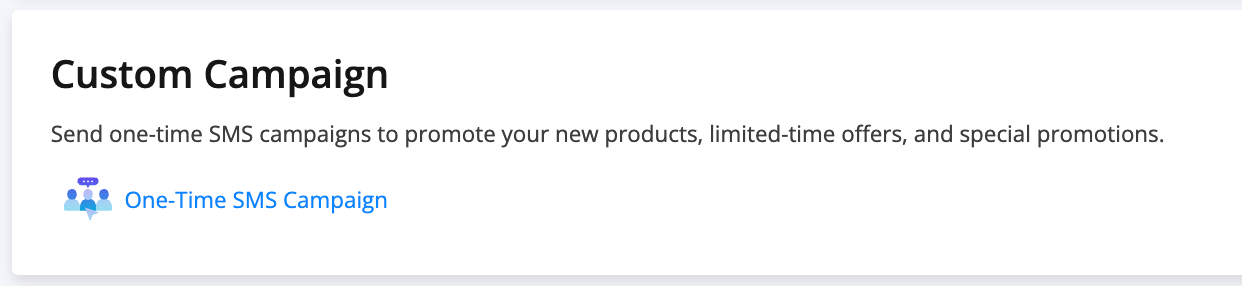 Custom Campaign
Send one-time SMS campaigns to promote your new products, limited-time offers, and special promotions.
One-Time SMS Campaign